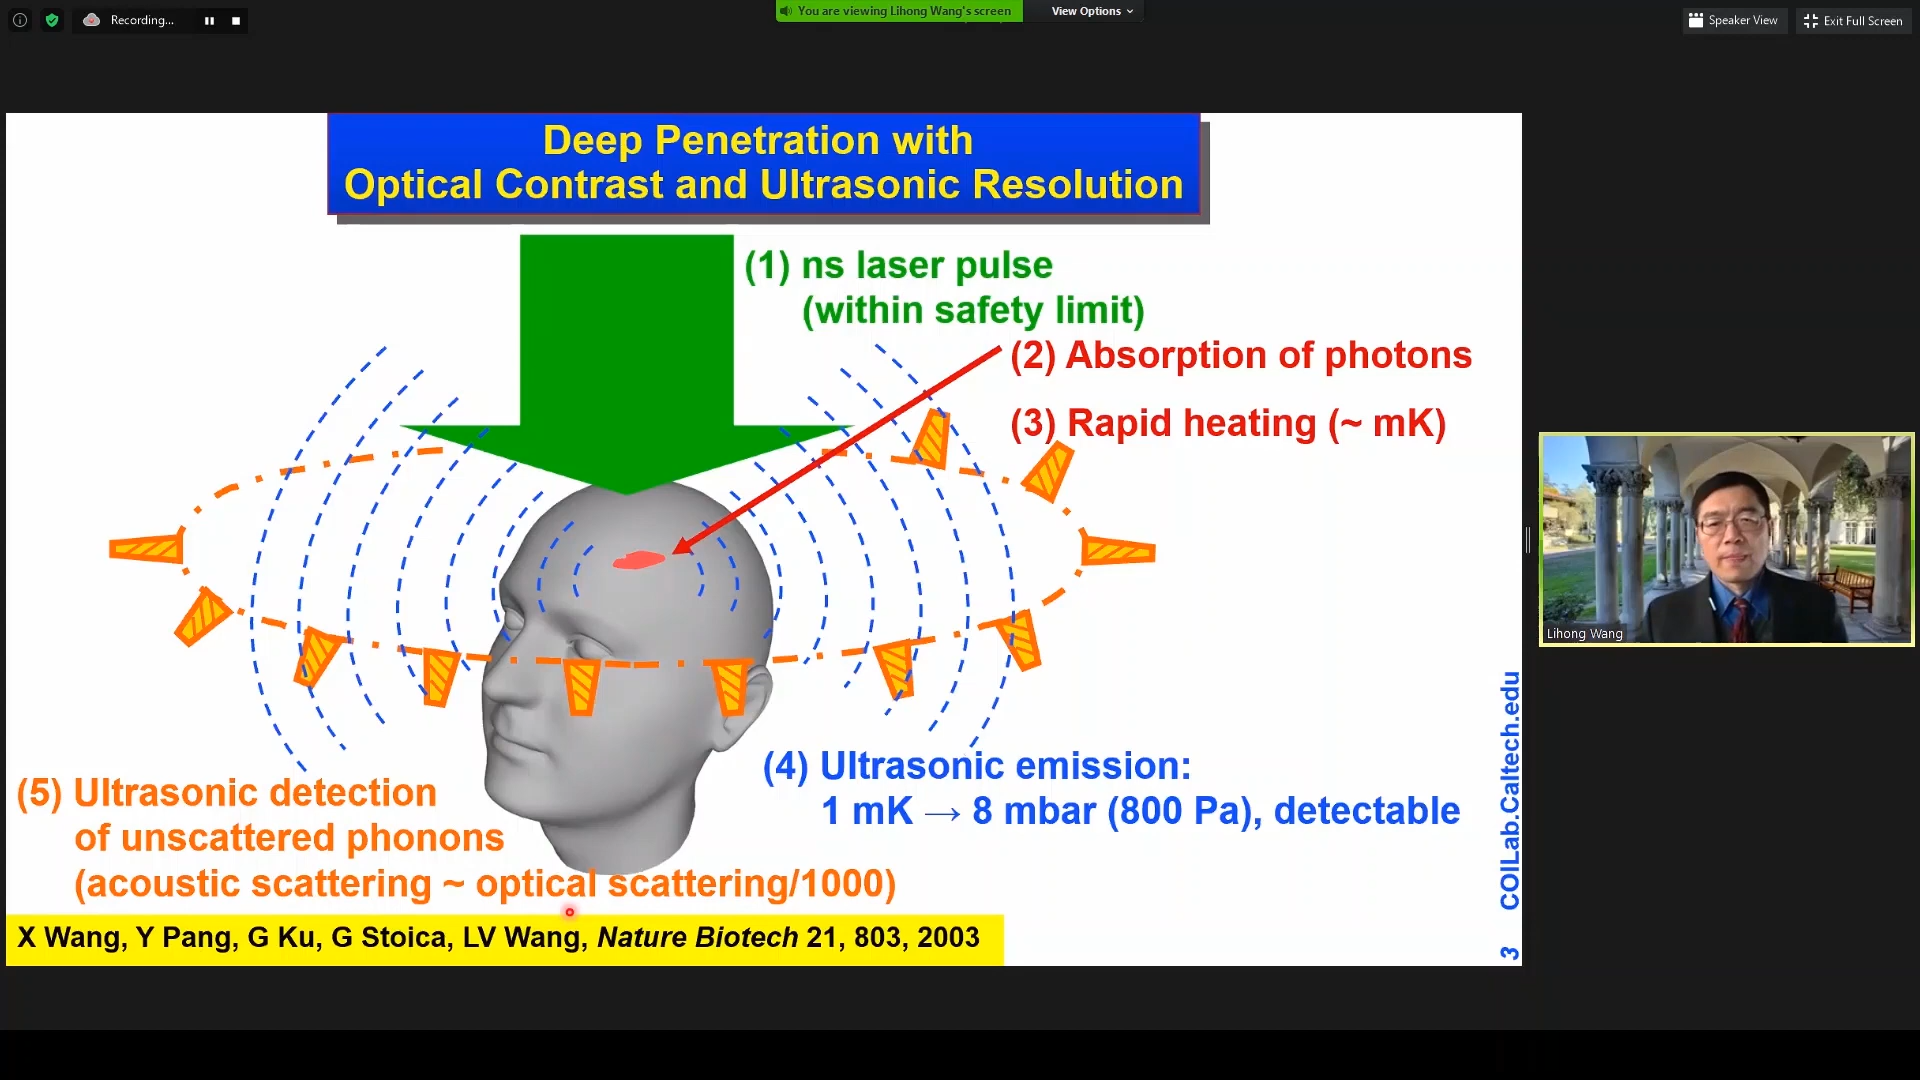 Recording...
You are viewing Lihong Wang's screen
View Options
Speaker View
Exit Full Screen
Deep Penetration with
Optical Contrast and Ultrasonic Resolution
(1) ns laser pulse
(within safety limit)
(2) Absorption of photons
(3) Rapid heating (~ mK)
(4) Ultrasonic emission:
1 mK → 8 mbar (800 Pa), detectable
(5) Ultrasonic detection
of unscattered phonons
(acoustic scattering ~ optical scattering/1000)
X Wang, Y Pang, G Ku, G Stoica, LV Wang, Nature Biotech 21, 803, 2003
3 COILab.Caltech.edu
Lihong Wang